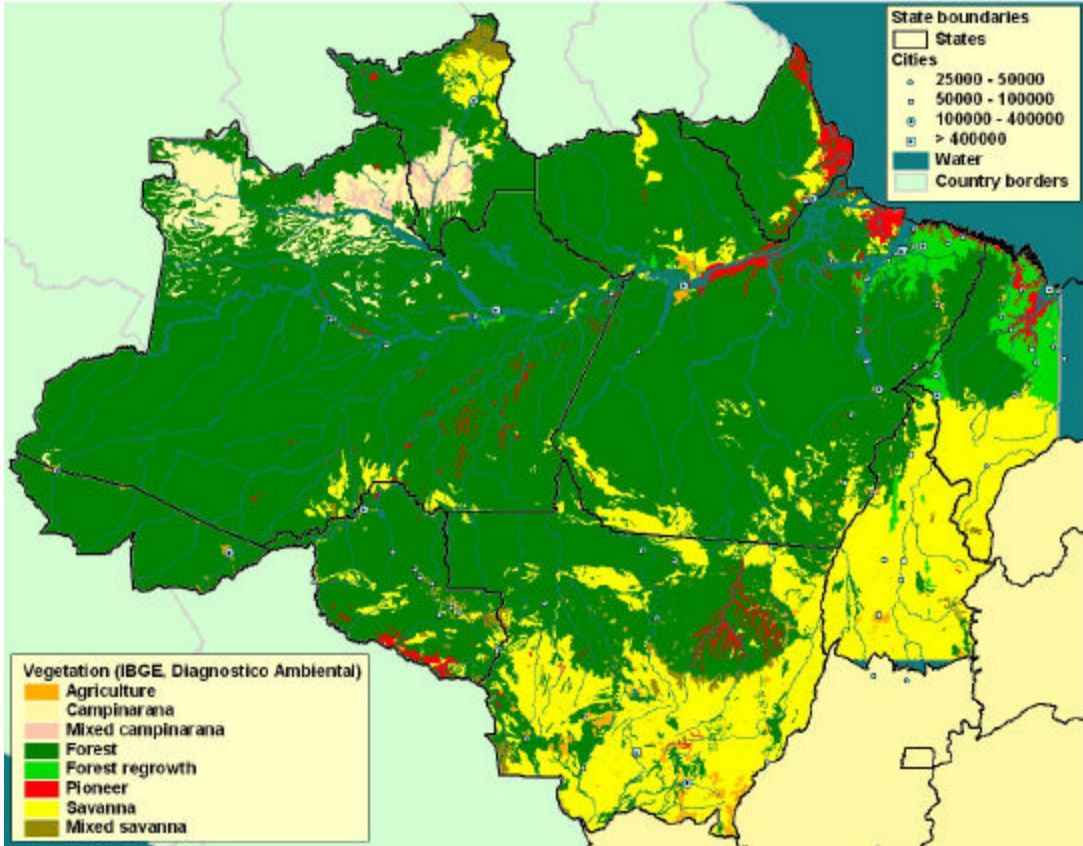 State boundaries
States
Cities
25000 - 50000
50000 - 100000
100000 - 400000
> 400000
Water
Country borders
Vegetation (IBGE, Diagnostico Ambiental)
Agriculture
Campinarana
Mixed campinarana
Forest
Forest regrowth
Pioneer
Savanna
Mixed savanna